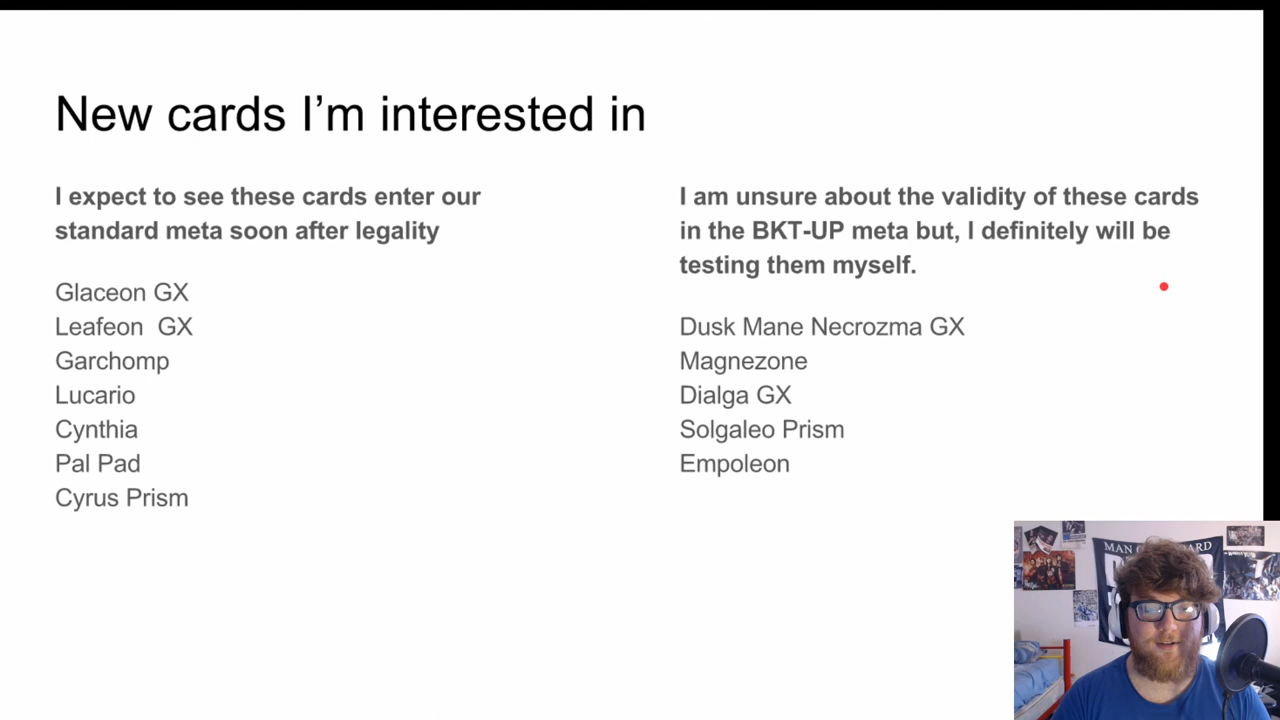 New cards I'm interested in
I expect to see these cards enter our
standard meta soon after legality
Glaceon GX
Leafeon  GX
Garchomp
Lucario
Cynthia
Pal Pad
Cyrus Prism
I am unsure about the validity of these cards
in the BKT-UP meta but, I definitely will be
testing them myself.
Dusk Mane Necrozma GX
Magnezone
Dialga GX
Solgaleo Prism
Empoleon
MAN